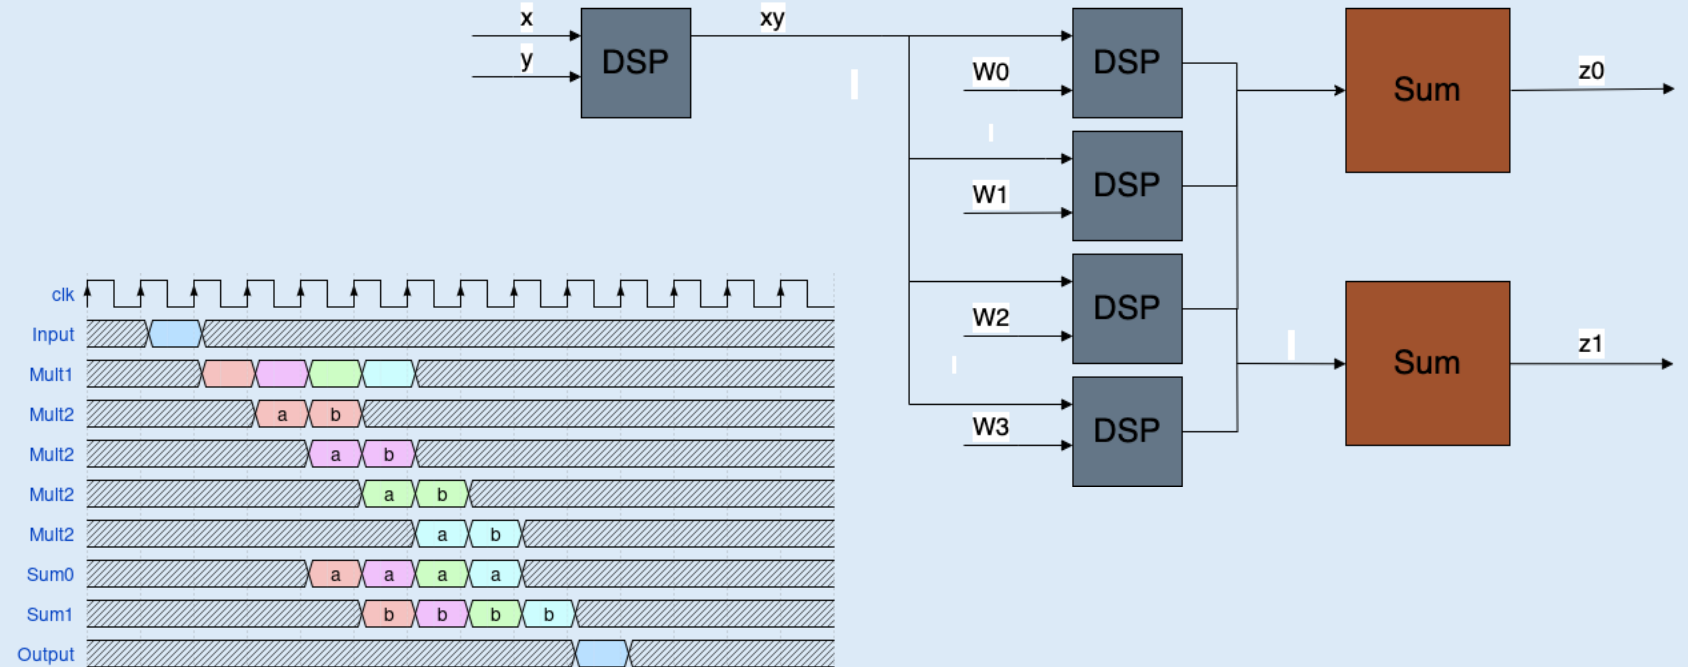 x
xy
y
DSP
DSP
W0
Sum
z0
DSP
W1
DSP
W2
Sum
z1
DSP
W3
clk
Input
Mult1
Mult2 a b
Mult2 a b
Mult2 a b
Mult2 a b
Sum0 a a a a
Sum1 b b b b
Output